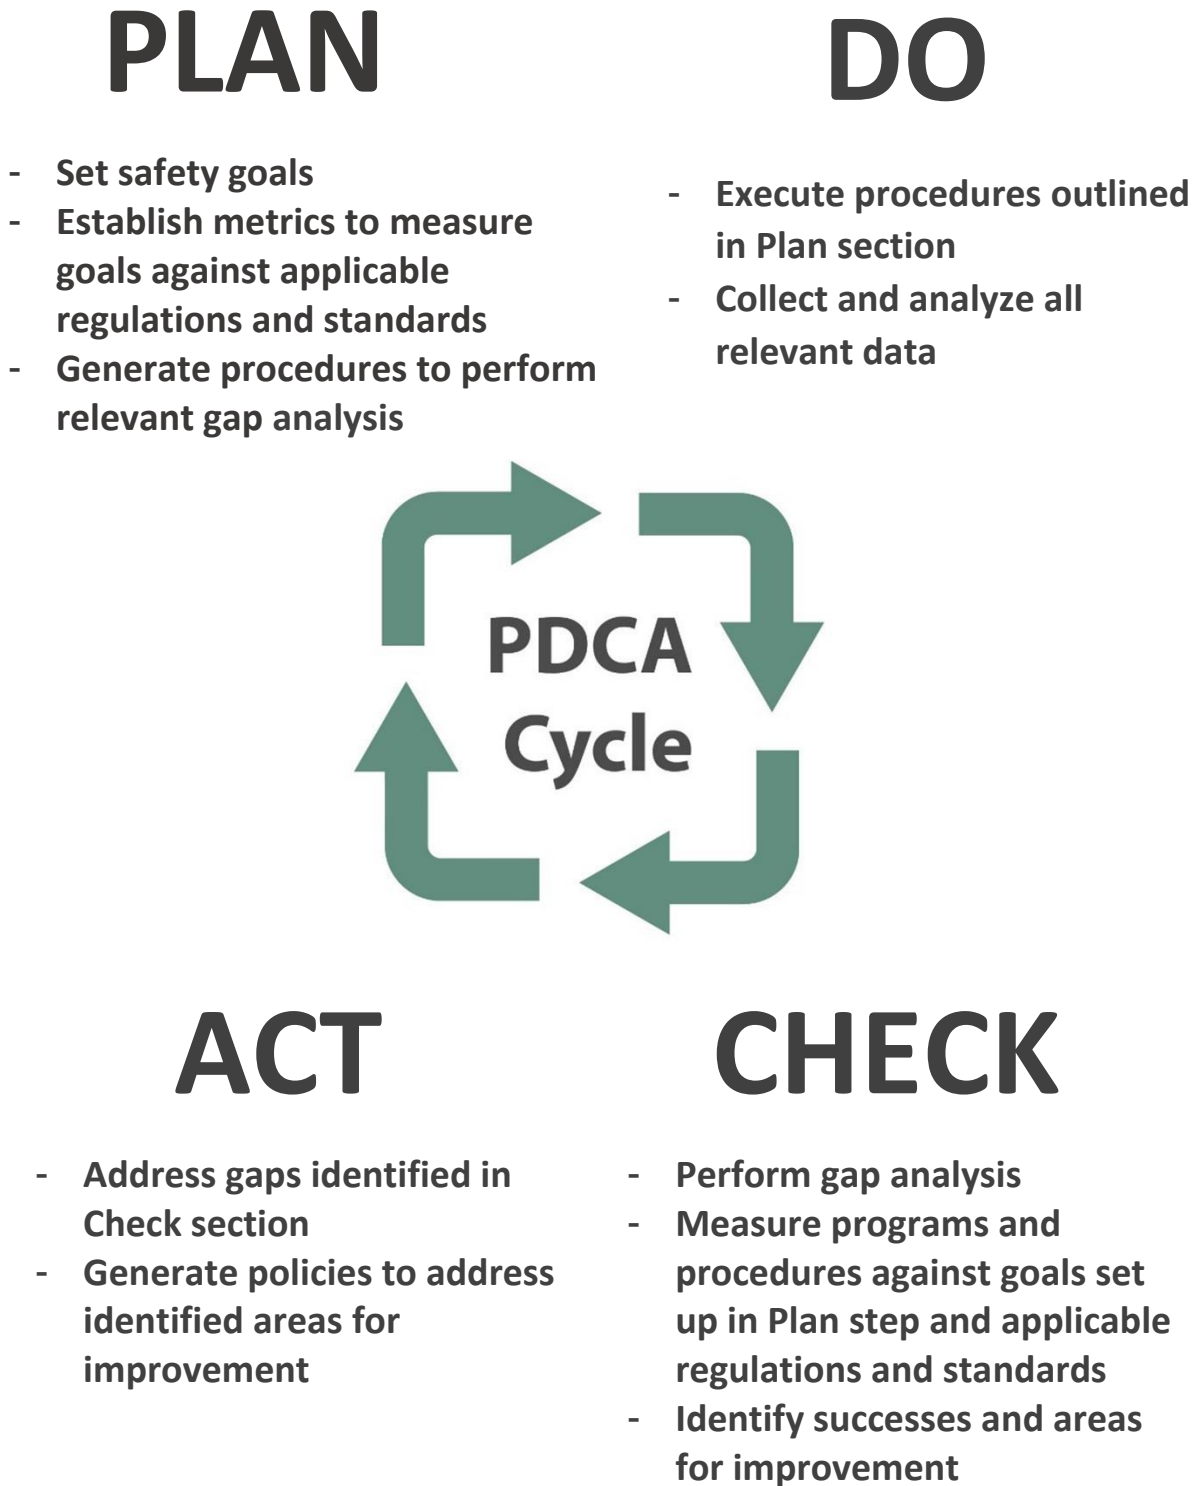 PLAN
- Set safety goals
- Establish metrics to measure
goals against applicable
regulations and standards
- Generate procedures to perform
relevant gap analysis
DO
- Execute procedures outlined
in Plan section
- Collect and analyze all
relevant data
PDCA
Cycle
ACT
- Address gaps identified in
Check section
- Generate policies to address
identified areas for
improvement
CHECK
- Perform gap analysis
- Measure programs and
procedures against goals set
up in Plan step and applicable
regulations and standards
- Identify successes and areas
for improvement